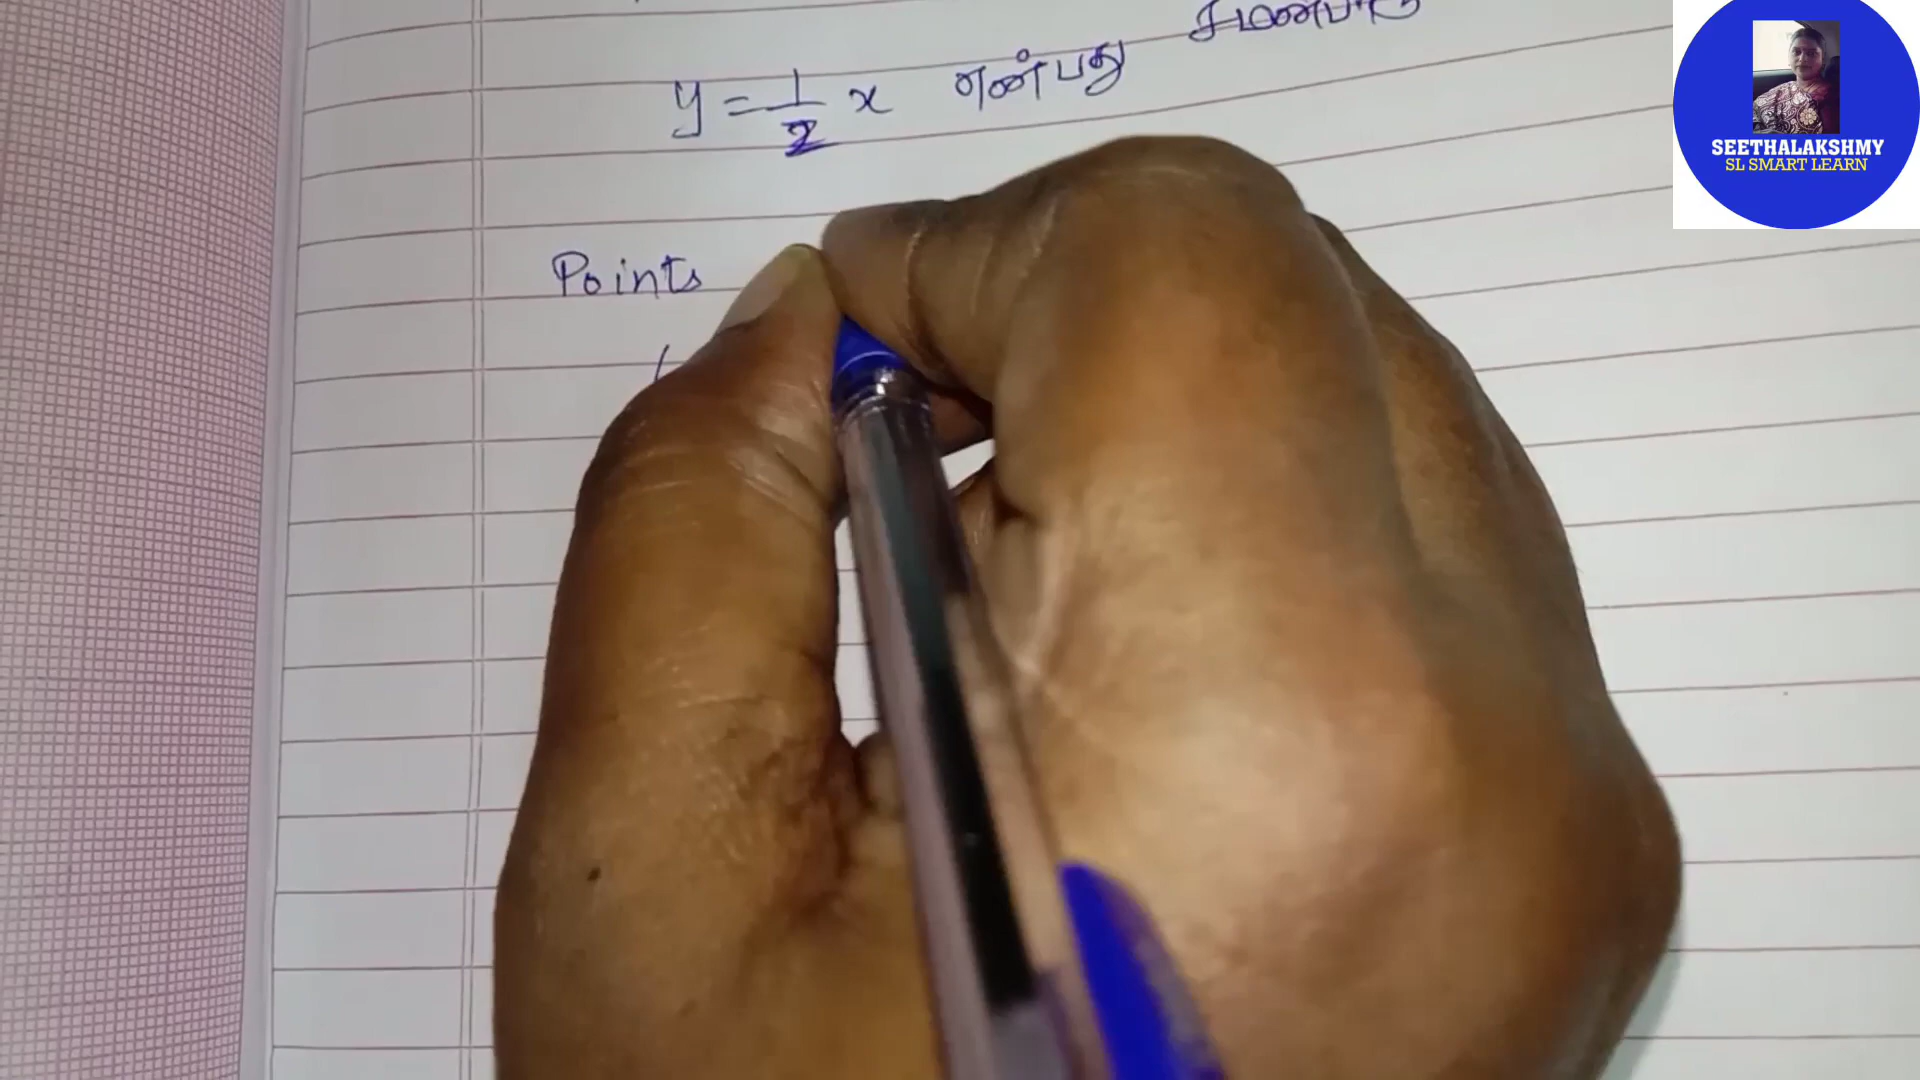 y = 1/2 x என்பது
Points
(
SEETHALAKSHMY
SL SMART LEARN